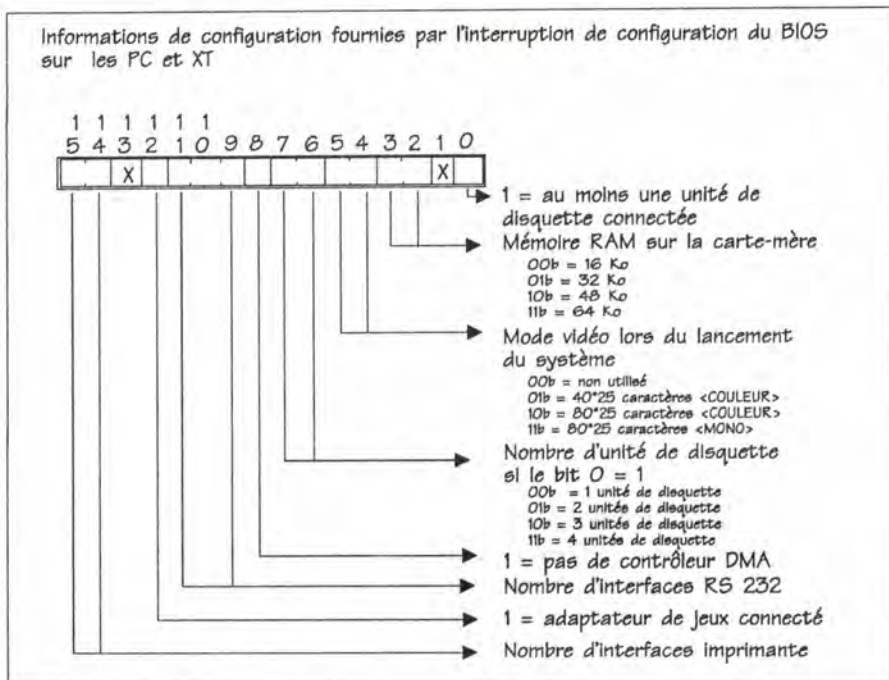 Informations de configuration fournies par l'interruption de configuration du BIOS
sur les PC et XT
1 1 1 1 1 1
5 4 3 2 1 0 9 8 7 6 5 4 3 2 1 0
X X
1 = au moins une unité de
disquette connectée
Mémoire RAM sur la carte-mère
00b = 16 Ko
01b = 32 Ko
10b = 48 Ko
11b = 64 Ko
Mode vidéo lors du lancement
du système
00b = non utilisé
01b = 40*25 caractères <COULEUR>
10b = 80*25 caractères <COULEUR>
11b = 80*25 caractères <MONO>
Nombre d'unité de disquette
si le bit 0 = 1
00b = 1 unité de disquette
01b = 2 unités de disquette
10b = 3 unités de disquette
11b = 4 unités de disquette
1 = pas de contrôleur DMA
Nombre d'interfaces RS 232
1 = adaptateur de jeux connecté
Nombre d'interfaces imprimante